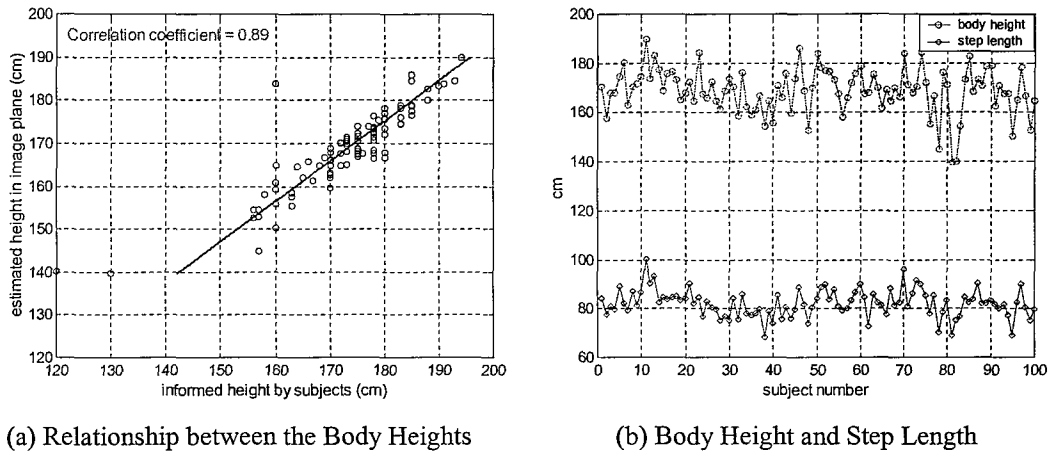 Correlation coefficient = 0.89
estimated height in image plane (cm)
200
190
180
170
160
150
140
130
120
120 130 140 150 160 170 180 190 200
informed height by subjects (cm)
(a) Relationship between the Body Heights
body height
step length
cm
200
180
160
140
120
100
80
60
0 10 20 30 40 50 60 70 80 90 100
subject number
(b) Body Height and Step Length